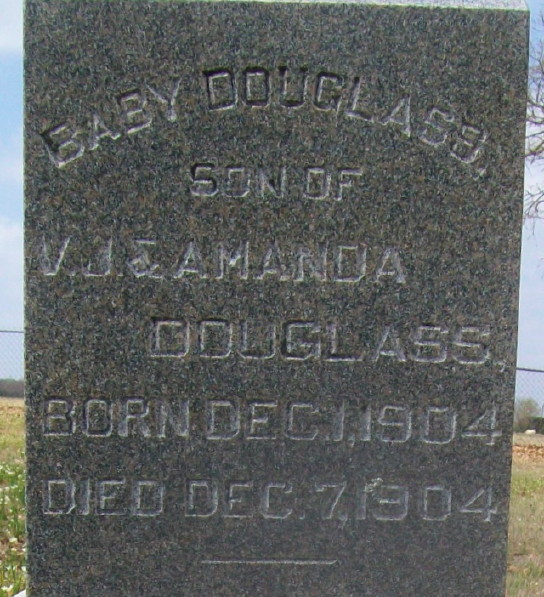 BABY DOUGLASS,
SON OF
V.J. & AMANDA
DOUGLASS,
BORN DEC. 1, 1904
DIED DEC. 7, 1904